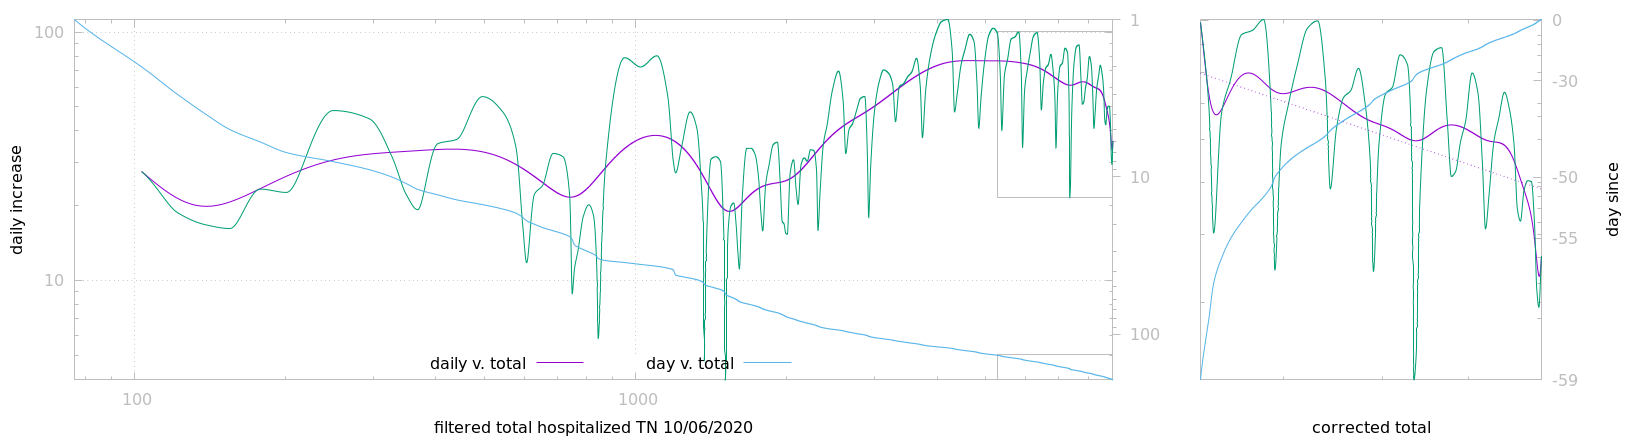 100
10
daily increase
daily v. total
day v. total
100
1000
filtered total hospitalized TN 10/06/2020
1
10
100
0
-30
-50
-55
-59
day since
corrected total